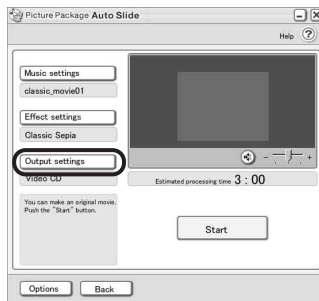 Picture Package Auto Slide
Help ?
Music settings
classic_movie01
Effect settings
Classic Sepia
Output settings
Video CD
Estimated processing time 3 : 00
You can make an original movie.
Push the "Start" button.
Start
Options
Back